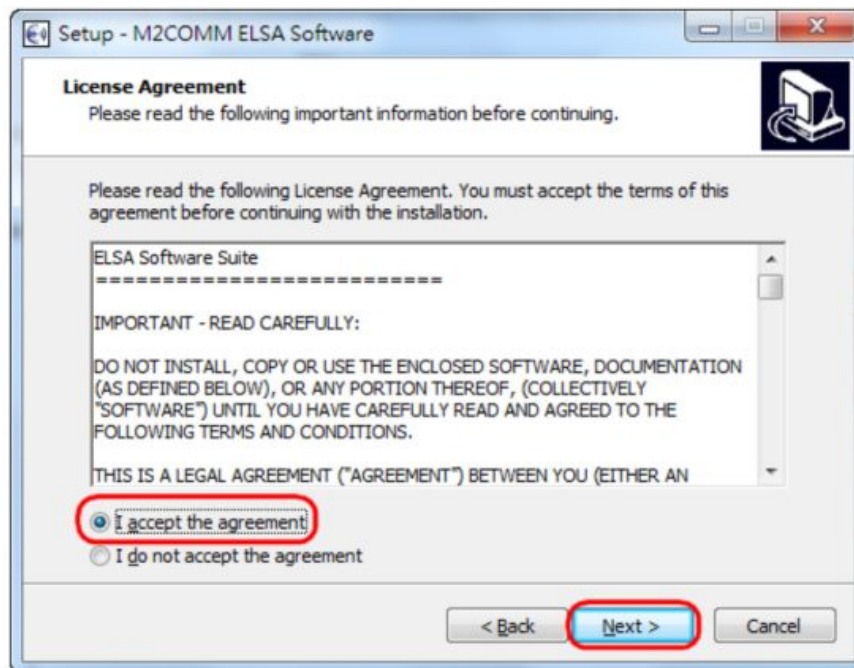 Setup - M2COMM ELSA Software
License Agreement
Please read the following important information before continuing.
Please read the following License Agreement. You must accept the terms of this
agreement before continuing with the installation.
ELSA Software Suite
===========================
IMPORTANT - READ CAREFULLY:
DO NOT INSTALL, COPY OR USE THE ENCLOSED SOFTWARE, DOCUMENTATION
(AS DEFINED BELOW), OR ANY PORTION THEREOF, (COLLECTIVELY
"SOFTWARE") UNTIL YOU HAVE CAREFULLY READ AND AGREED TO THE
FOLLOWING TERMS AND CONDITIONS.
THIS IS A LEGAL AGREEMENT ("AGREEMENT") BETWEEN YOU (EITHER AN
I accept the agreement
I do not accept the agreement
< Back Next > Cancel